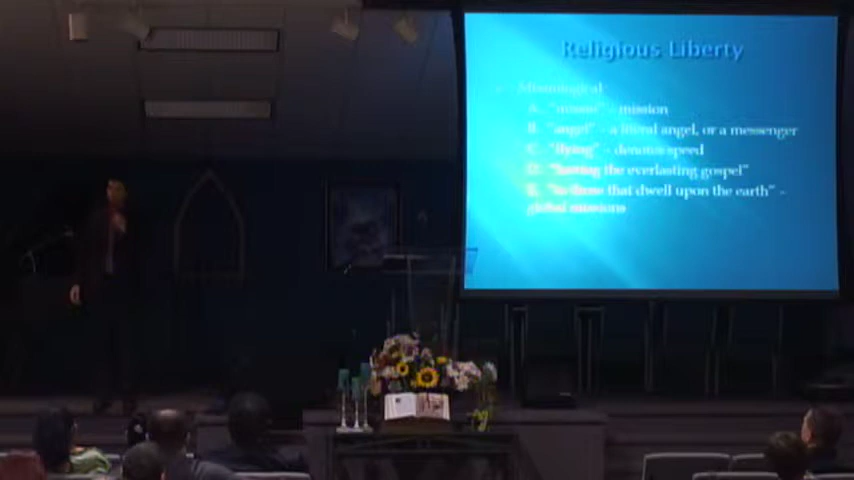 Religious Liberty
Missiological
A. "missio" – mission
B. "angel" – a literal angel, or a messenger
C. "flying" – denotes speed
D. "having the everlasting gospel"
E. "to those that dwell upon the earth" –
global missions